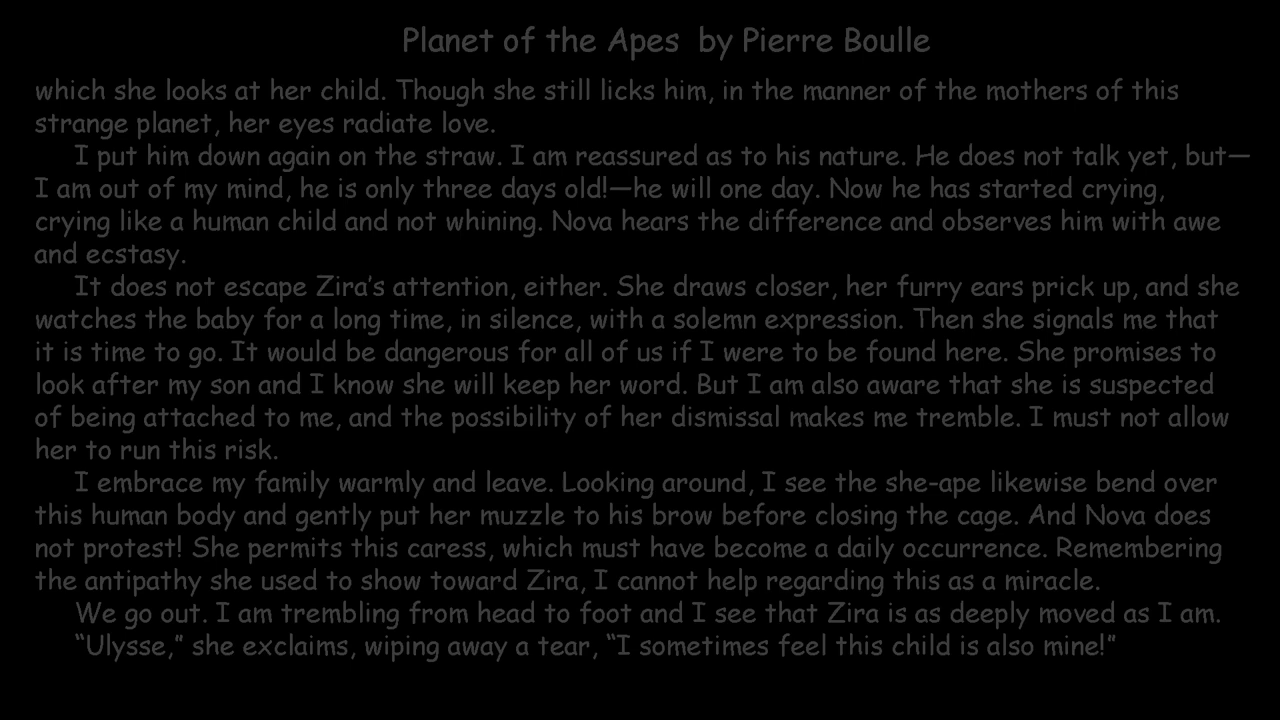 Planet of the Apes  by Pierre Boulle
which she looks at her child. Though she still licks him, in the manner of the mothers of this
strange planet, her eyes radiate love.
I put him down again on the straw. I am reassured as to his nature. He does not talk yet, but—
I am out of my mind, he is only three days old!—he will one day. Now he has started crying,
crying like a human child and not whining. Nova hears the difference and observes him with awe
and ecstasy.
It does not escape Zira’s attention, either. She draws closer, her furry ears prick up, and she
watches the baby for a long time, in silence, with a solemn expression. Then she signals me that
it is time to go. It would be dangerous for all of us if I were to be found here. She promises to
look after my son and I know she will keep her word. But I am also aware that she is suspected
of being attached to me, and the possibility of her dismissal makes me tremble. I must not allow
her to run this risk.
I embrace my family warmly and leave. Looking around, I see the she-ape likewise bend over
this human body and gently put her muzzle to his brow before closing the cage. And Nova does
not protest! She permits this caress, which must have become a daily occurrence. Remembering
the antipathy she used to show toward Zira, I cannot help regarding this as a miracle.
We go out. I am trembling from head to foot and I see that Zira is as deeply moved as I am.
“Ulysse,” she exclaims, wiping away a tear, “I sometimes feel this child is also mine!”